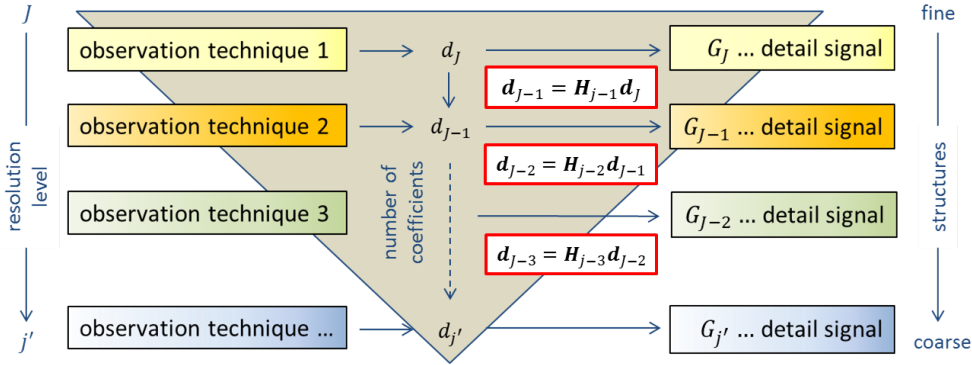 J
fine
observation technique 1
d_J
G_J ... detail signal
d_{J−1} = H_{j−1} d_J
observation technique 2
d_{J−1}
G_{J−1} ... detail signal
d_{J−2} = H_{j−2} d_{J−1}
resolution
level
number of
coefficients
structures
observation technique 3
G_{J−2} ... detail signal
d_{J−3} = H_{j−3} d_{J−2}
observation technique ...
d_{j'}
G_{j'} ... detail signal
j'
coarse